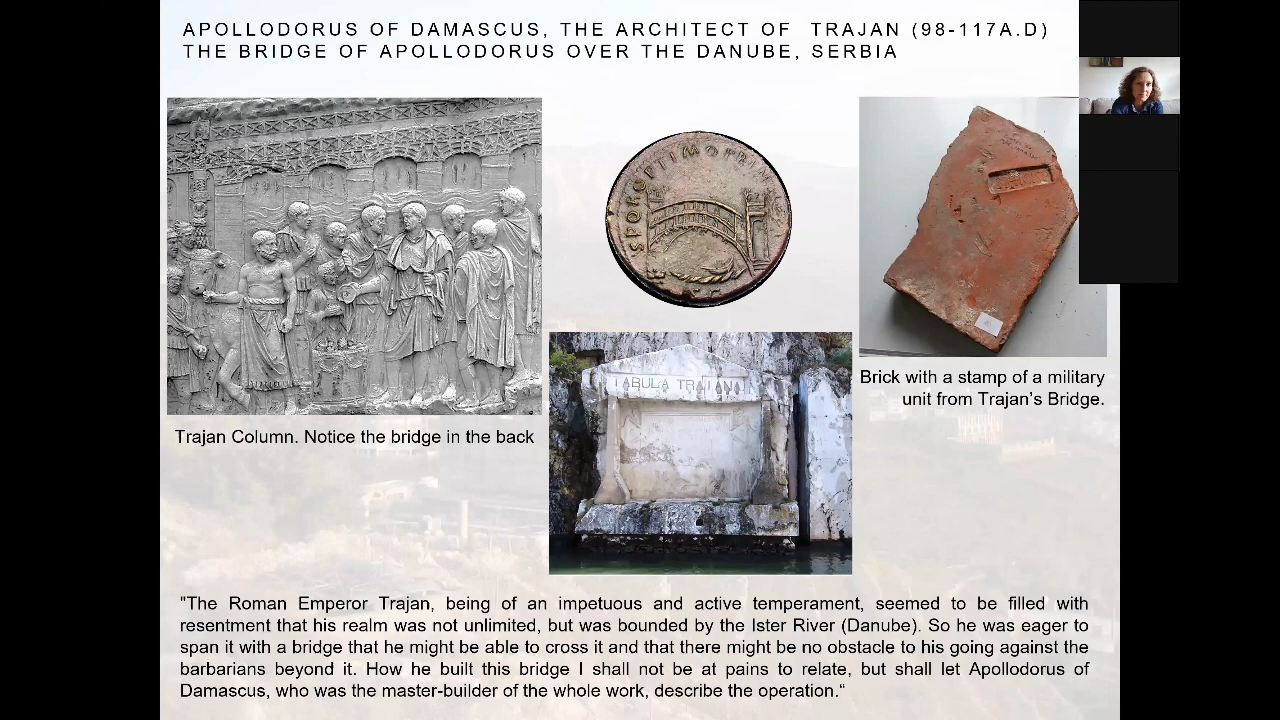 APOLLODORUS OF DAMASCUS, THE ARCHITECT OF TRAJAN (98-117A.D)
THE BRIDGE OF APOLLODORUS OVER THE DANUBE, SERBIA
SPQROPTIMOPRIN
TABULA TRAIANA
Brick with a stamp of a military
unit from Trajan's Bridge.
Trajan Column. Notice the bridge in the back
"The Roman Emperor Trajan, being of an impetuous and active temperament, seemed to be filled with
resentment that his realm was not unlimited, but was bounded by the Ister River (Danube). So he was eager to
span it with a bridge that he might be able to cross it and that there might be no obstacle to his going against the
barbarians beyond it. How he built this bridge I shall not be at pains to relate, but shall let Apollodorus of
Damascus, who was the master-builder of the whole work, describe the operation.“